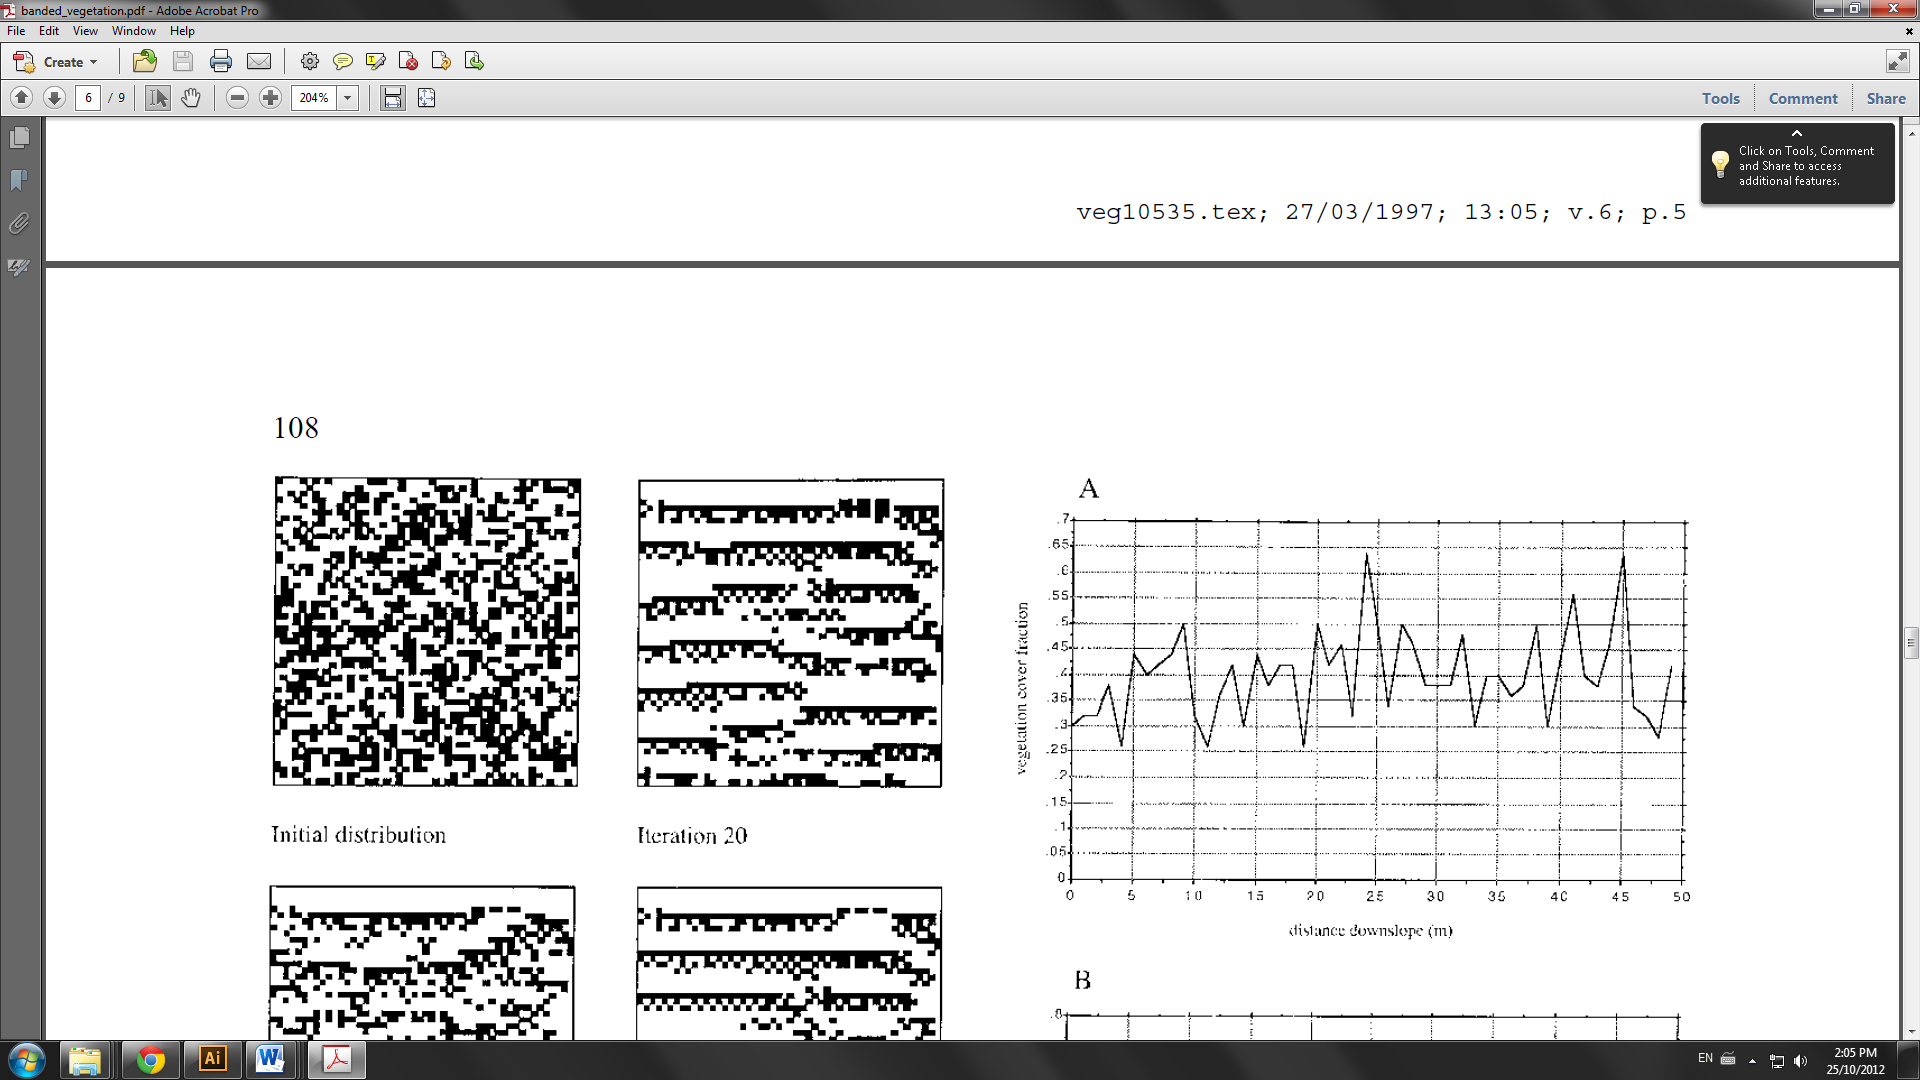 banded_vegetation.pdf - Adobe Acrobat Pro
File Edit View Window Help
Create
6 / 9 204% Tools Comment Share
Click on Tools, Comment
and Share to access
additional features.
veg10535.tex; 27/03/1997; 13:05; v.6; p.5
108
Initial distribution
Iteration 20
A
.7
.65
.6
.55
.5
.45
.4
.35
.3
.25
.2
.15
.1
.05
0
vegetation cover fraction
0 5 10 15 20 25 30 35 40 45 50
distance downslope (m)
B
.8
Ai W
EN
2:05 PM
25/10/2012